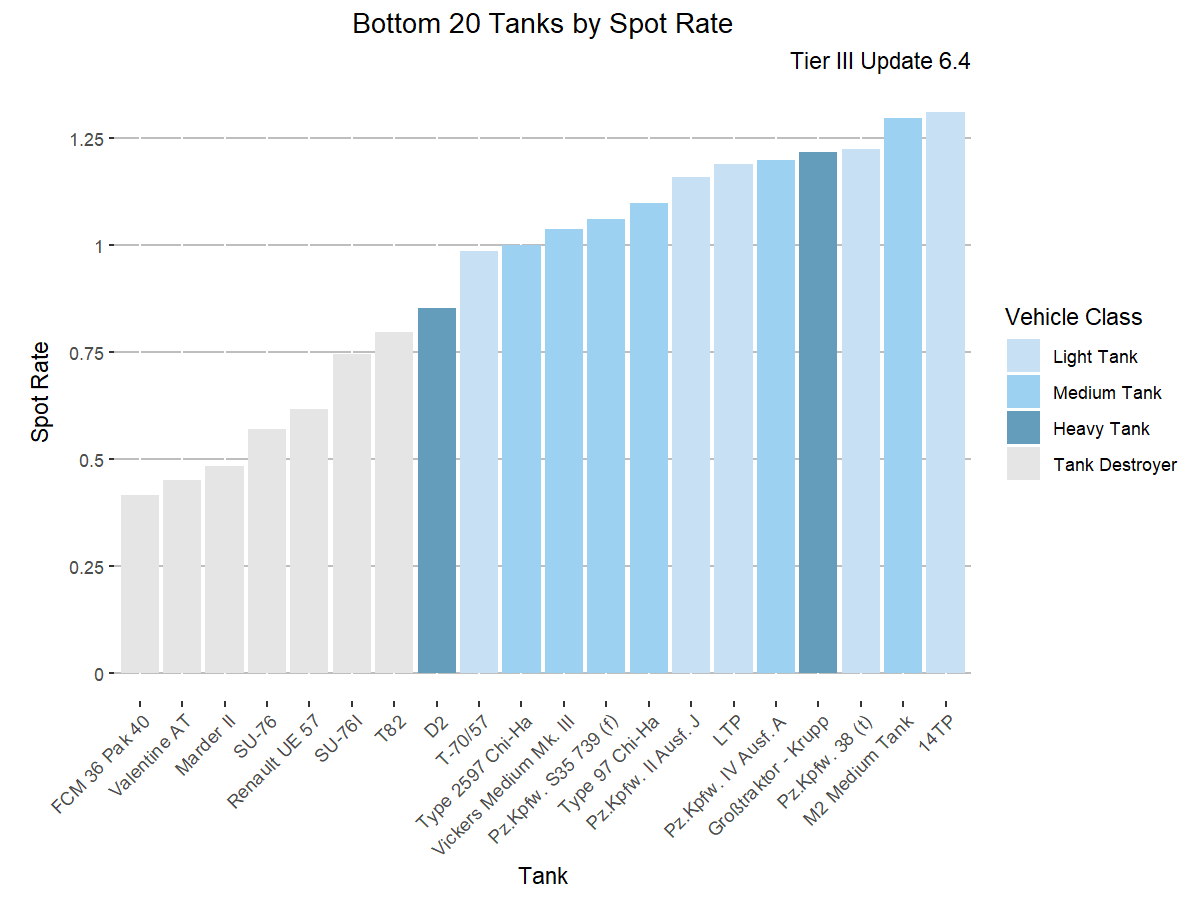 Bottom 20 Tanks by Spot Rate
Tier III Update 6.4
Spot Rate
1.25
1
0.75
0.5
0.25
0
FCM 36 Pak 40
Valentine AT
Marder II
SU-76
Renault UE 57
SU-76I
T82
D2
T-70/57
Type 2597 Chi-Ha
Vickers Medium Mk. III
Pz.Kpfw. S35 739 (f)
Type 97 Chi-Ha
Pz.Kpfw. II Ausf. J
LTP
Pz.Kpfw. IV Ausf. A
Großtraktor - Krupp
Pz.Kpfw. 38 (t)
M2 Medium Tank
14TP
Tank
Vehicle Class
Light Tank
Medium Tank
Heavy Tank
Tank Destroyer